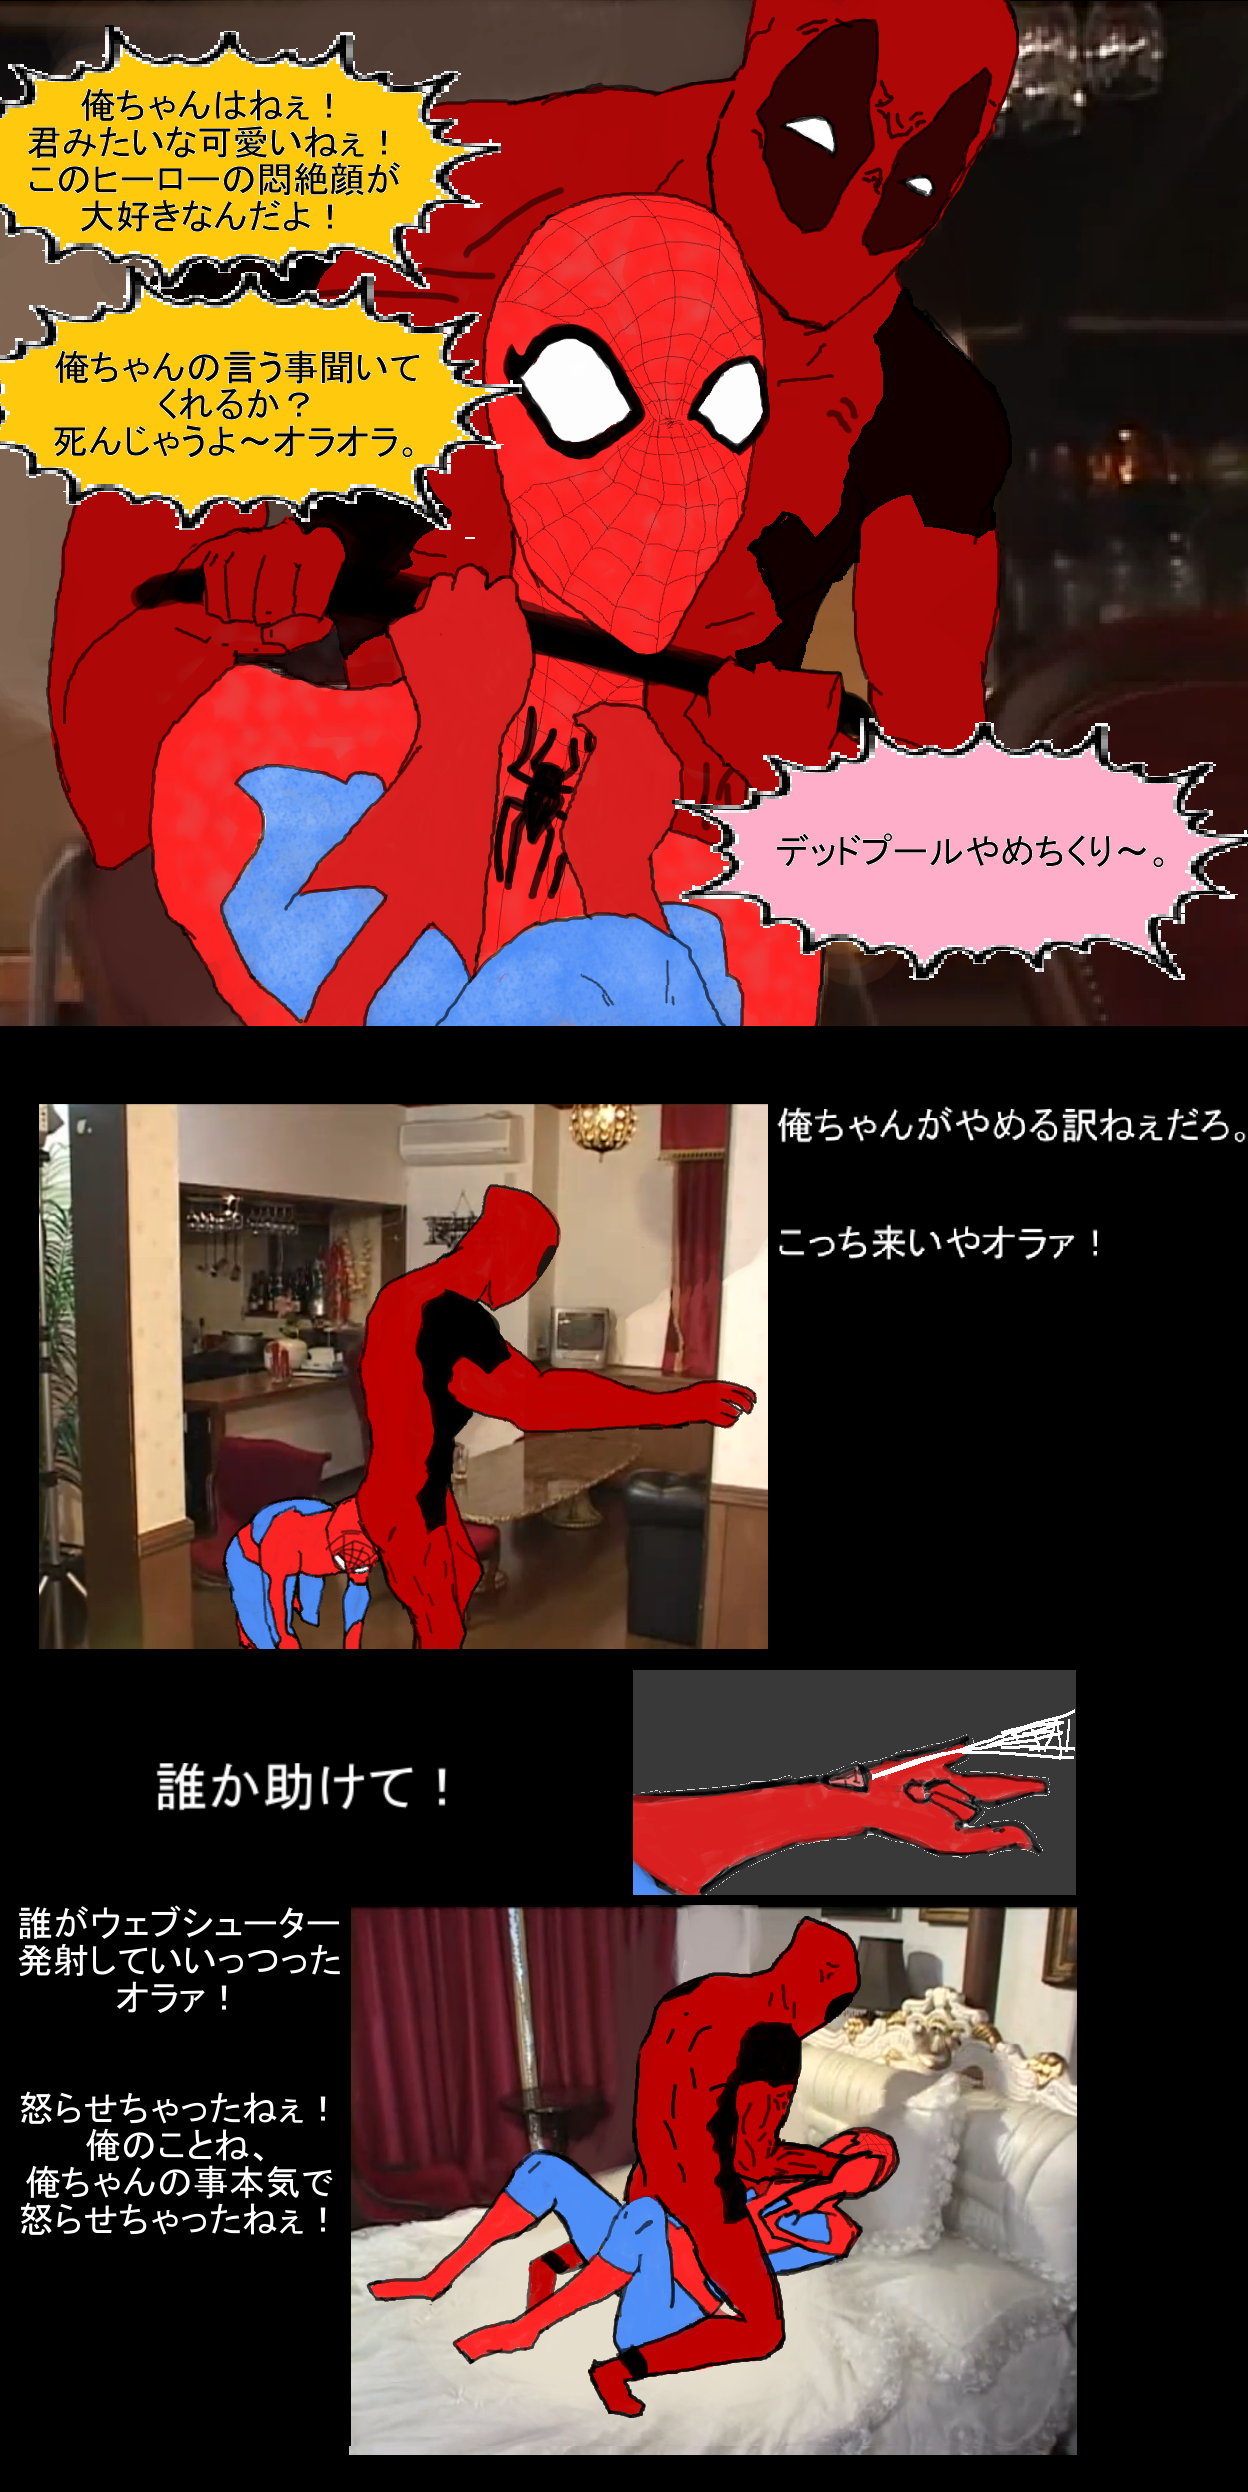 俺ちゃんはねぇ！
君みたいな可愛いねぇ！
このヒーローの悶絶顔が
大好きなんだよ！
俺ちゃんの言う事聞いて
くれるか？
死んじゃうよ～オラオラ。
デッドプールやめちくり～。
俺ちゃんがやめる訳ねぇだろ。
こっち来いやオラァ！
誰か助けて！
誰がウェブシューター
発射していいっつった
オラァ！
怒らせちゃったねぇ！
俺のことね、
俺ちゃんの事本気で
怒らせちゃったねぇ！